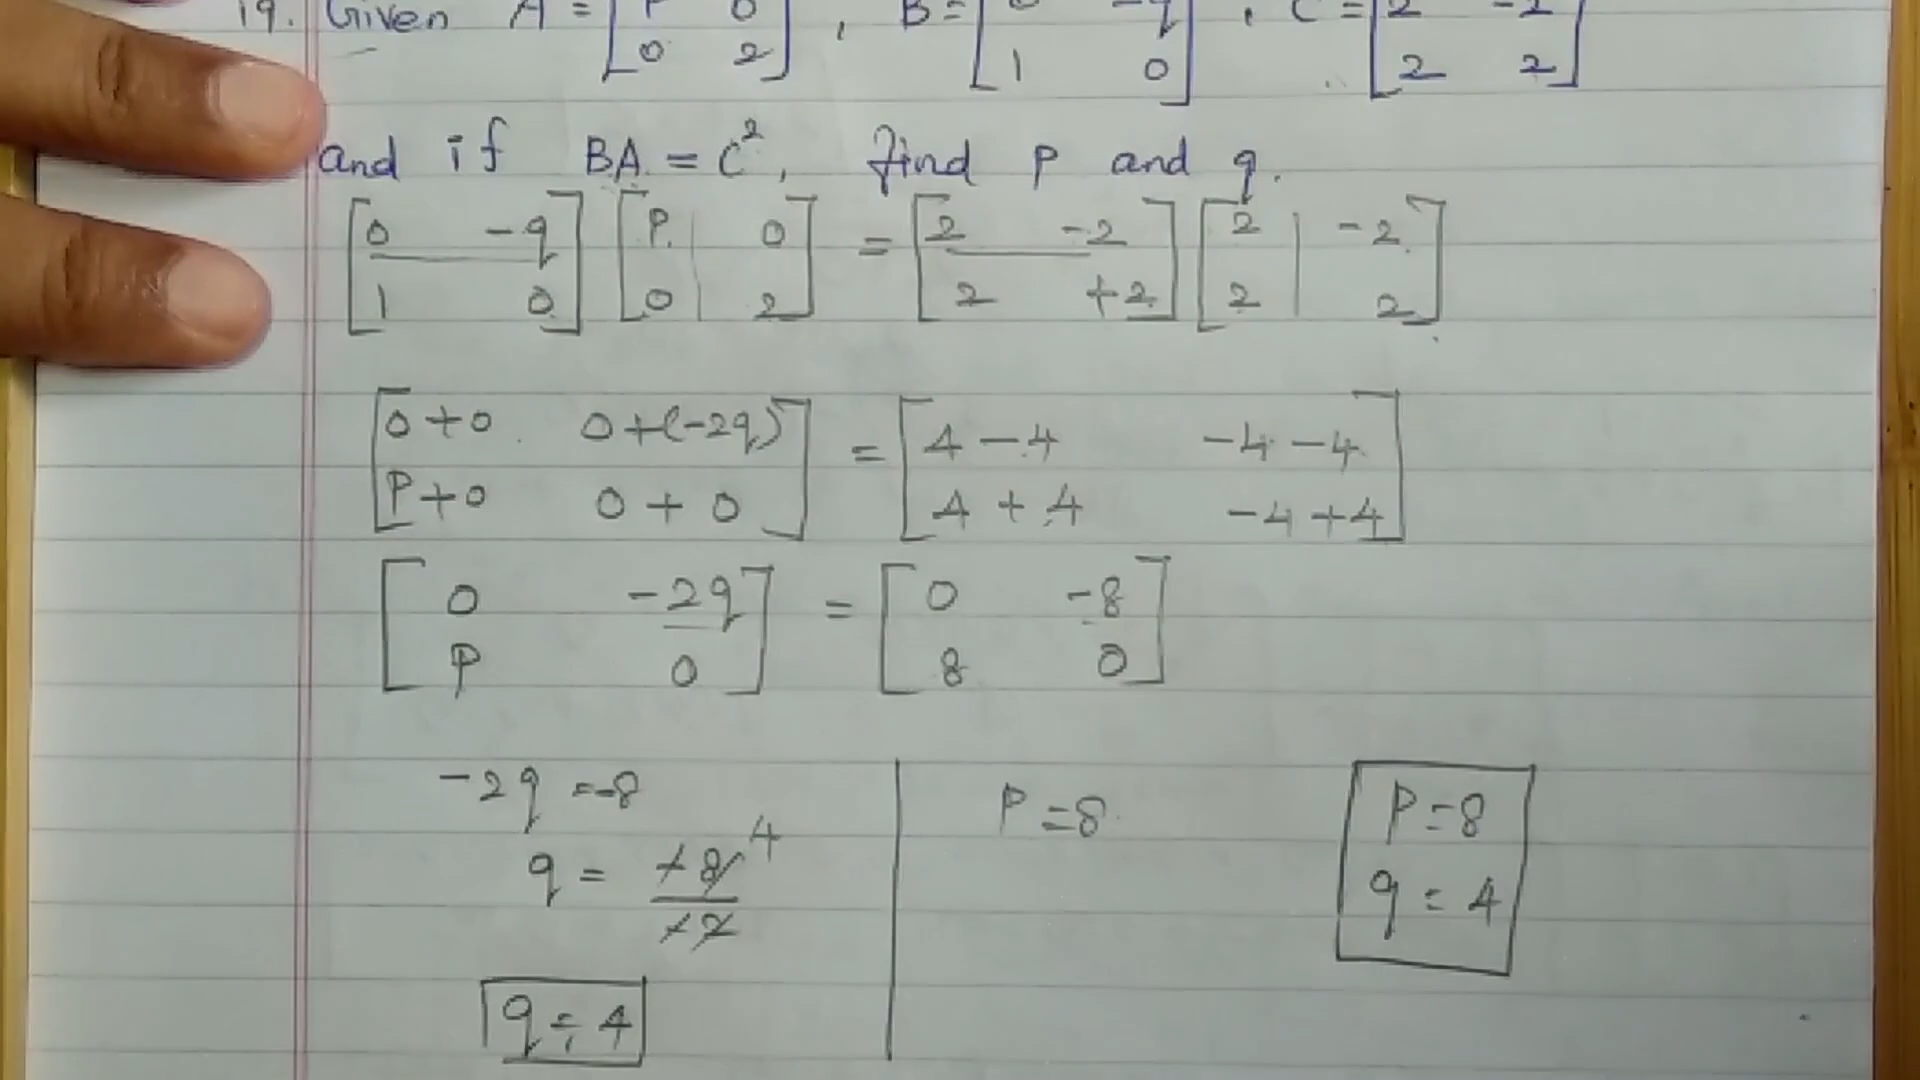 19. Given A = [P 0 , B = [0 -q , C = [2 -2
0 2] 1 0] 2 2]
and if BA = C², find p and q.
[0 -q [P 0 = [2 -2 [2 -2
1 0] 0 2] 2 +2] 2 2]
[0+0 0+(-2q) = [4-4 -4-4
P+0 0+0] 4+4 -4+4]
[0 -2q = [0 -8
P 0] 8 0]
-2q = -8
q = -8/-2 4
q = 4
P = 8
P = 8
q = 4